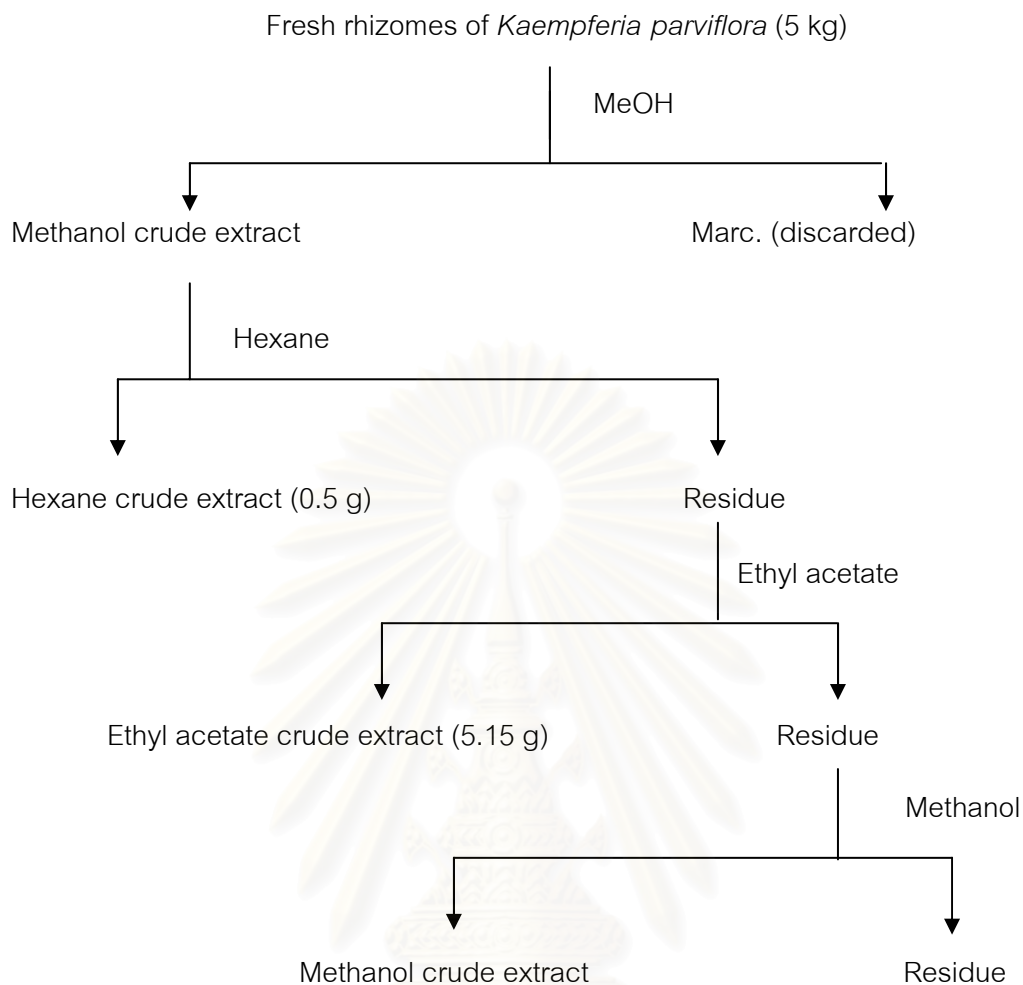 Fresh rhizomes of Kaempferia parviflora (5 kg)
MeOH
Methanol crude extract
Marc. (discarded)
Hexane
Hexane crude extract (0.5 g)
Residue
Ethyl acetate
Ethyl acetate crude extract (5.15 g)
Residue
Methanol
Methanol crude extract
Residue